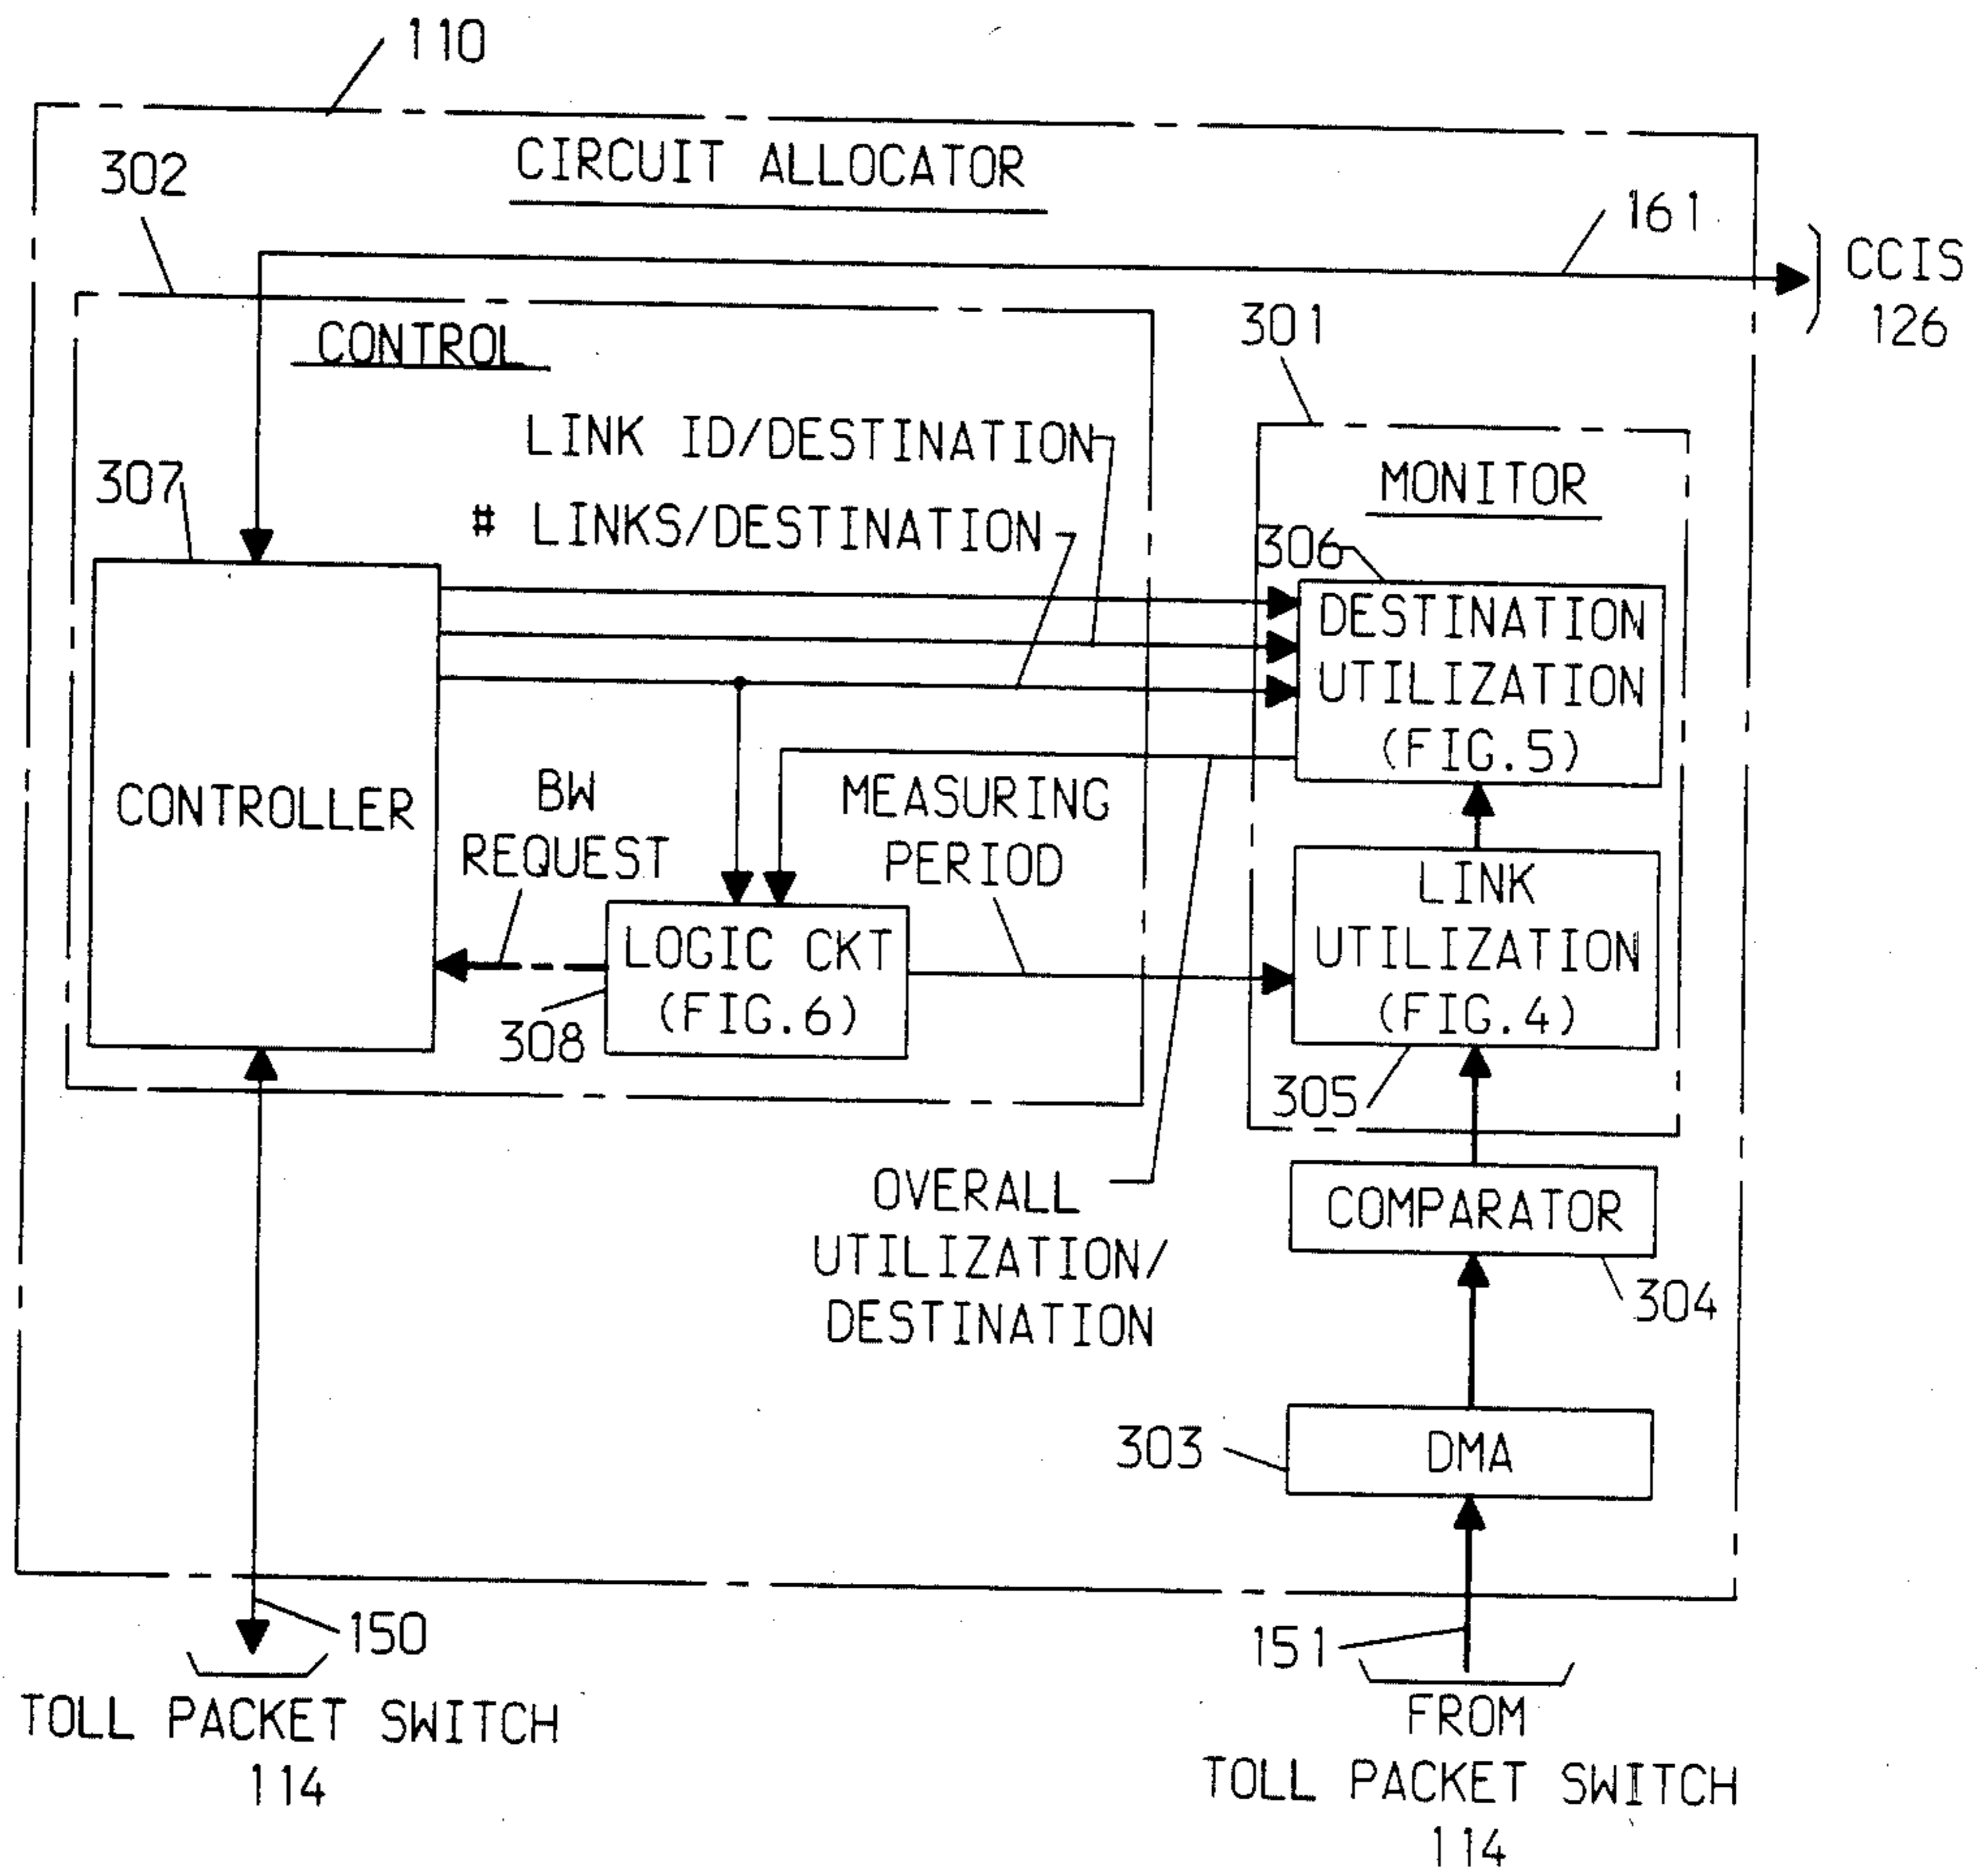 110
CIRCUIT ALLOCATOR
302
161
CCIS
126
301
CONTROL
LINK ID/DESTINATION
307
# LINKS/DESTINATION
MONITOR
306
DESTINATION
UTILIZATION
(FIG.5)
CONTROLLER
BW
REQUEST
MEASURING
PERIOD
LINK
UTILIZATION
(FIG.4)
LOGIC CKT
(FIG.6)
308
305
OVERALL
UTILIZATION/
DESTINATION
COMPARATOR
304
303
DMA
150
151
TOLL PACKET SWITCH
114
FROM
TOLL PACKET SWITCH
114